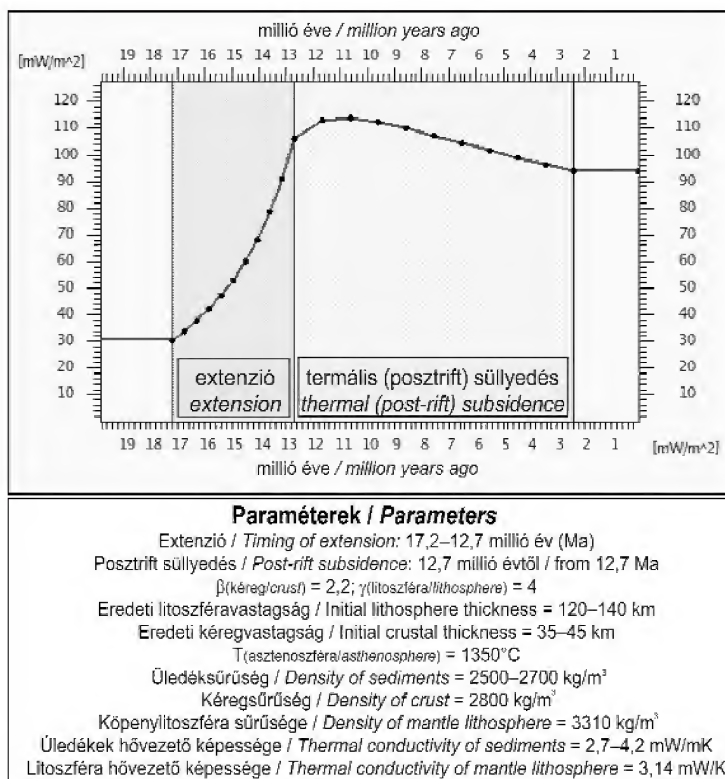 millió éve / million years ago
[mW/m^2] 19 18 17 16 15 14 13 12 11 10 9 8 7 6 5 4 3 2 1
120 120
110 110
100 100
90 90
80 80
70 70
60 60
50 50
40 40
30 30
20 20
10 10
extenzió
extension
termális (posztrift) süllyedés
thermal (post-rift) subsidence
19 18 17 16 15 14 13 12 11 10 9 8 7 6 5 4 3 2 1 [mW/m^2]
millió éve / million years ago
Paraméterek / Parameters
Extenzió / Timing of extension: 17,2–12,7 millió év (Ma)
Posztrift süllyedés / Post-rift subsidence: 12,7 millió évtől / from 12,7 Ma
β(kéreg/crust) = 2,2; γ(litoszféra/lithosphere) = 4
Eredeti litoszféravastagság / Initial lithosphere thickness = 120–140 km
Eredeti kéregvastagság / Initial crustal thickness = 35–45 km
T(asztenoszféra/asthenosphere) = 1350°C
Üledéksűrűség / Density of sediments = 2500–2700 kg/m³
Kéregsűrűség / Density of crust = 2800 kg/m³
Köpenylitoszféra sűrűsége / Density of mantle lithosphere = 3310 kg/m³
Üledékek hővezető képessége / Thermal conductivity of sediments = 2,7–4,2 mW/mK
Litoszféra hővezető képessége / Thermal conductivity of mantle lithosphere = 3,14 mW/K